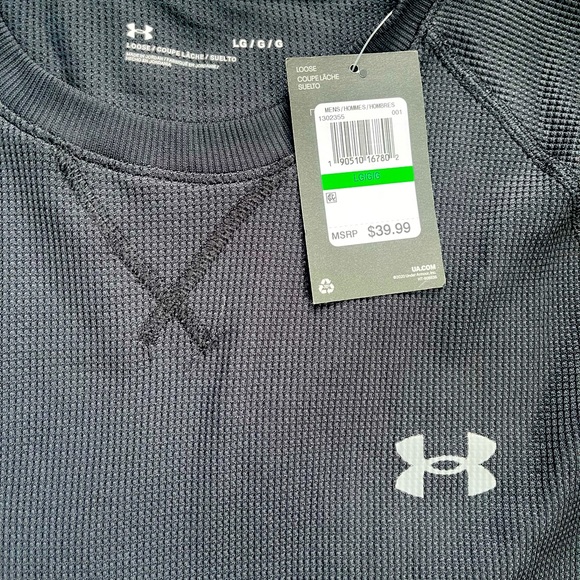 LOOSE / COUPE LÂCHE / SUELTO
LG / G / G
LOOSE
COUPE LÂCHE
SUELTO
MENS/HOMMES/HOMBRES
1302355 001
1 90510 16780 2
LG/G/G
MSRP $39.99
UA.COM